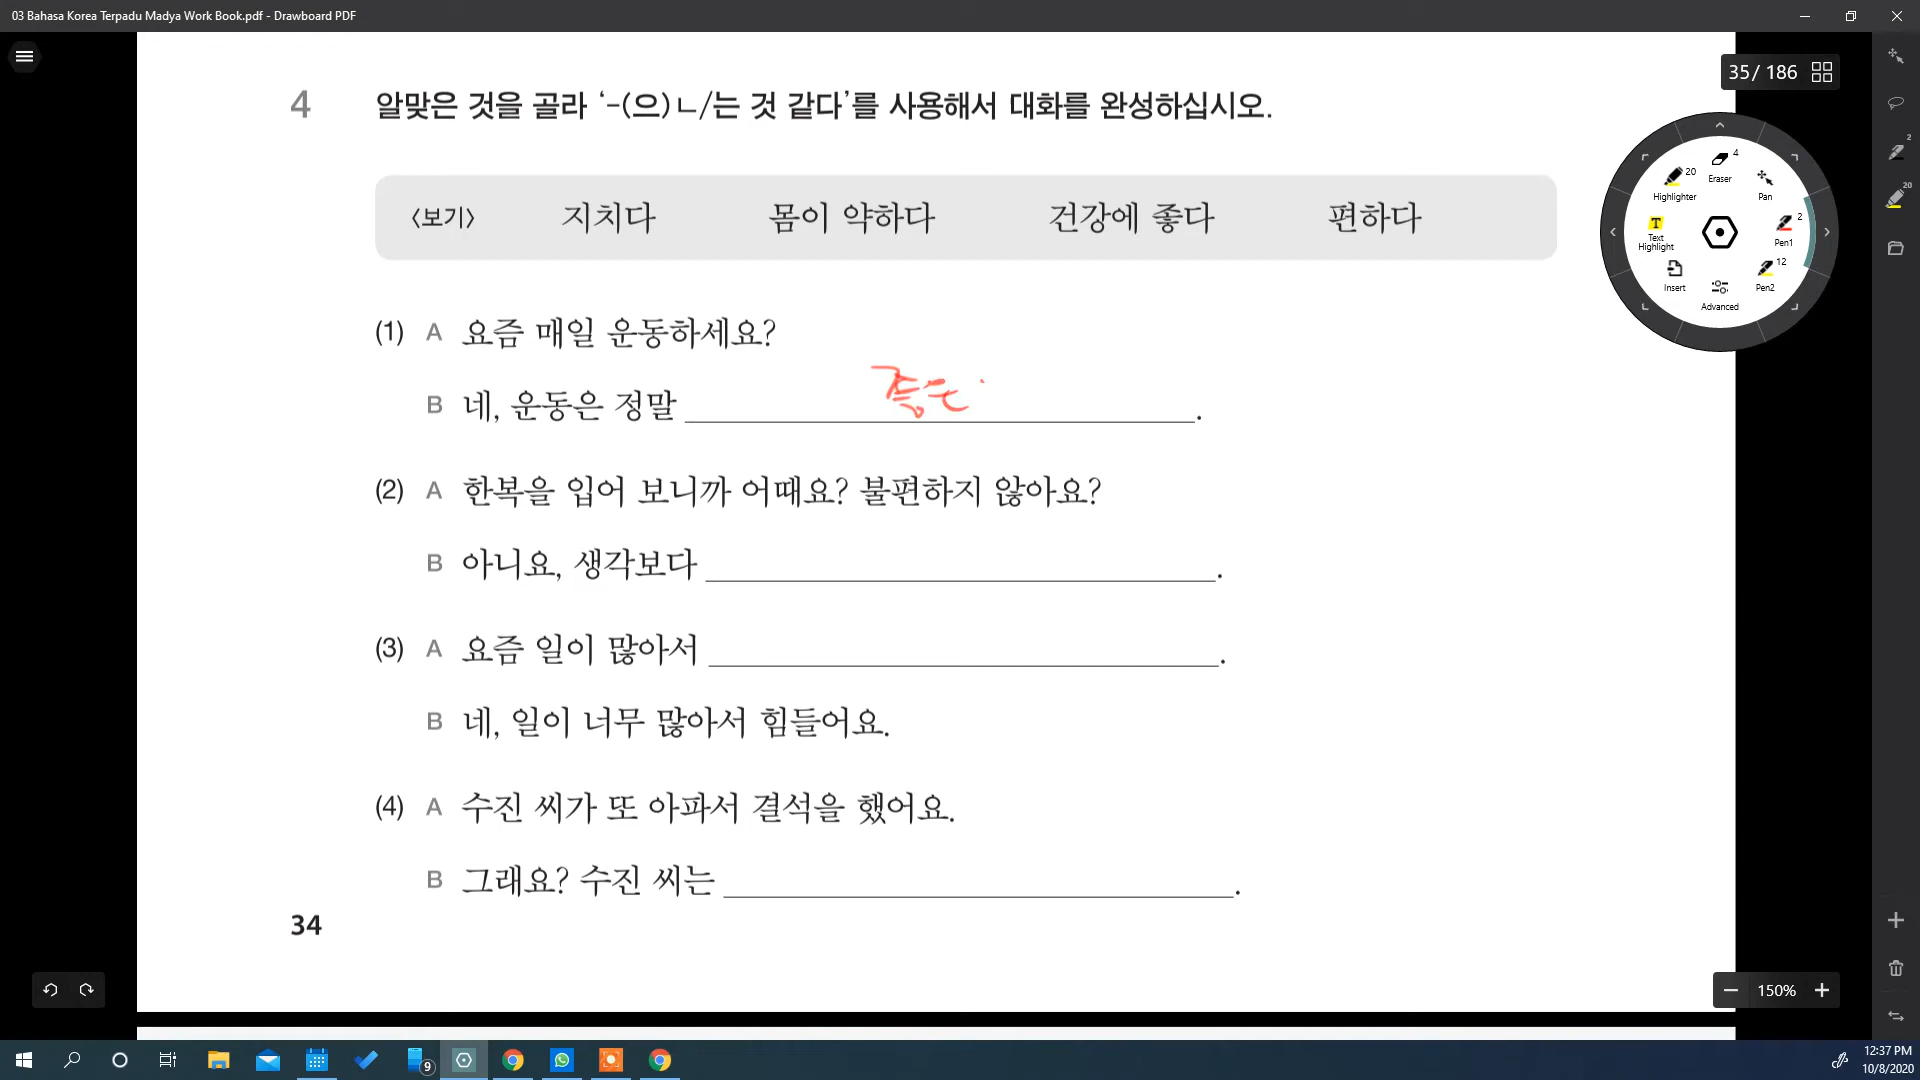 03 Bahasa Korea Terpadu Madya Work Book.pdf - Drawboard PDF
35/ 186
4 알맞은 것을 골라 ‘-(으)ㄴ/는 것 같다’를 사용해서 대화를 완성하십시오.
〈보기〉 지치다 몸이 약하다 건강에 좋다 편하다
4
Eraser
20
Highlighter
Pan
T
Text
Highlight
2
Pen1
Insert
12
Pen2
Advanced
2
20
(1) A 요즘 매일 운동하세요?
좋은
B 네, 운동은 정말 .
(2) A 한복을 입어 보니까 어때요? 불편하지 않아요?
B 아니요, 생각보다 .
(3) A 요즘 일이 많아서 .
B 네, 일이 너무 많아서 힘들어요.
(4) A 수진 씨가 또 아파서 결석을 했어요.
B 그래요? 수진 씨는 .
34
150%
9
12:37 PM
10/8/2020